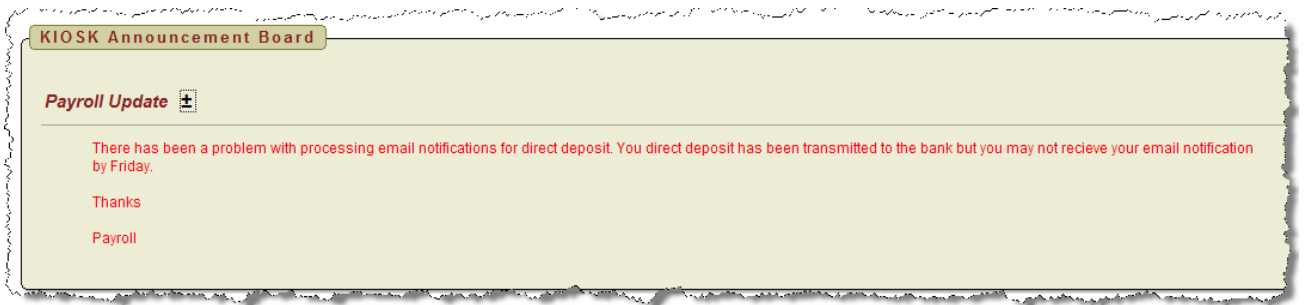 KIOSK Announcement Board
Payroll Update ±
There has been a problem with processing email notifications for direct deposit. You direct deposit has been transmitted to the bank but you may not recieve your email notification
by Friday.
Thanks
Payroll